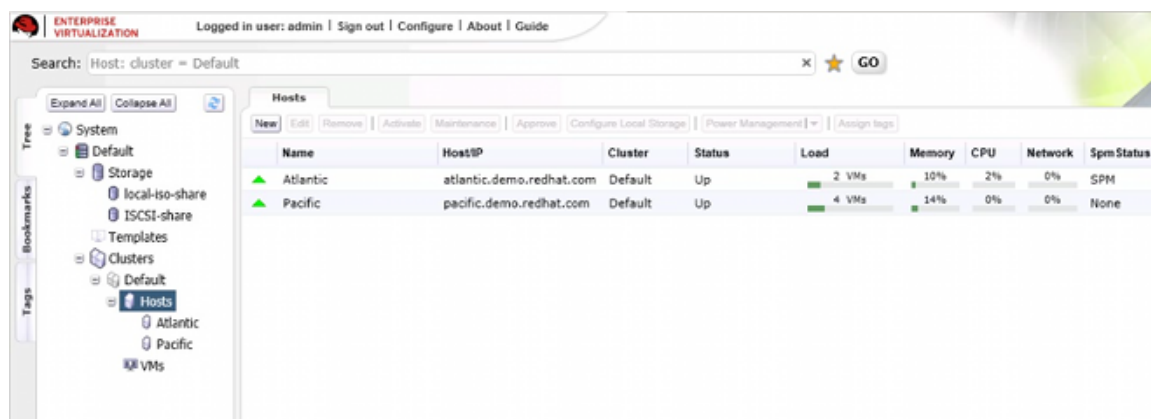 ENTERPRISE
VIRTUALIZATION
Logged in user: admin | Sign out | Configure | About | Guide
Search: Host: cluster = Default × GO
Expand All Collapse All
Tree
Bookmarks
Tags
System
Default
Storage
local-iso-share
ISCSI-share
Templates
Clusters
Default
Hosts
Atlantic
Pacific
VMs
Hosts
New Edit Remove | Activate Maintenance | Approve Configure Local Storage | Power Management | Assign tags
Name Host/IP Cluster Status Load Memory CPU Network SpmStatus
Atlantic atlantic.demo.redhat.com Default Up 2 VMs 10% 2% 0% SPM
Pacific pacific.demo.redhat.com Default Up 4 VMs 14% 0% 0% None